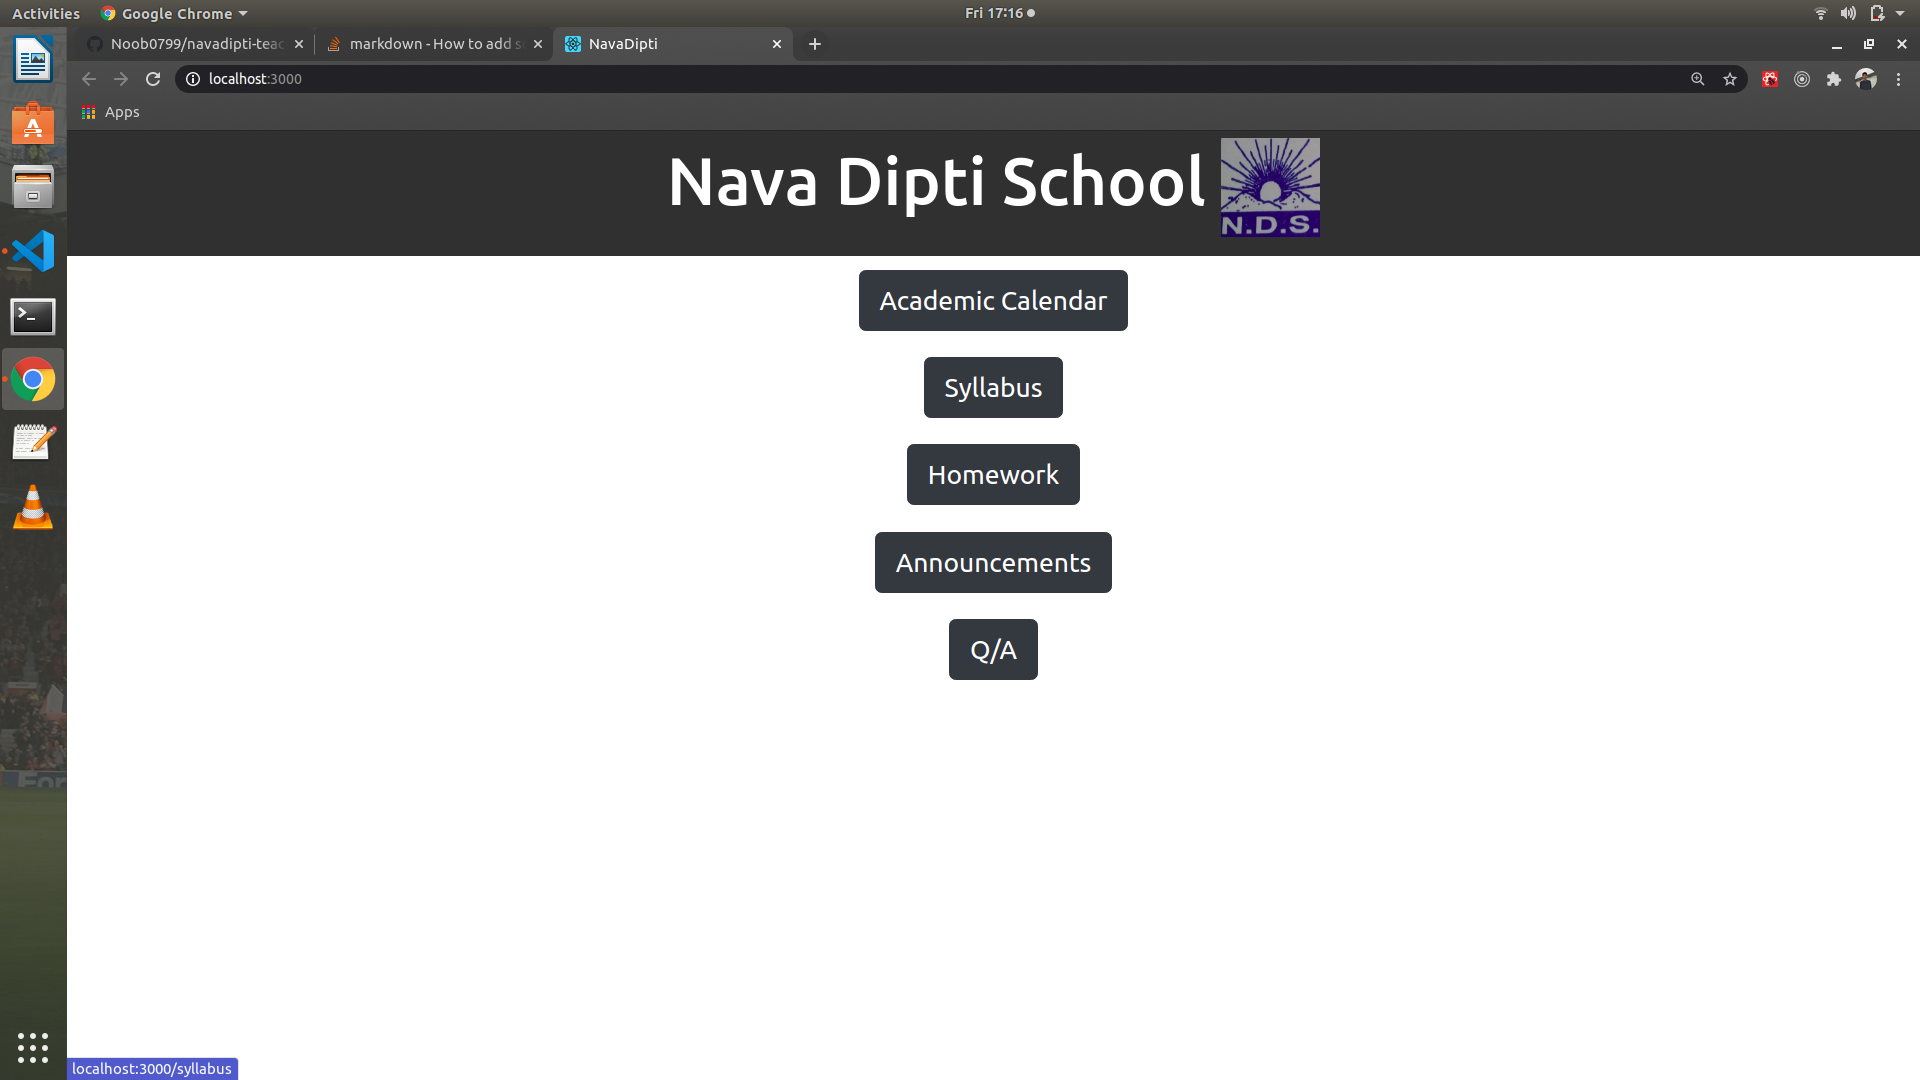 Activities Google Chrome Fri 17:16
Noob0799/navadipti-teac markdown - How to add s NavaDipti
localhost:3000
Apps
Nava Dipti School
N.D.S.
Academic Calendar
Syllabus
Homework
Announcements
Q/A
localhost:3000/syllabus